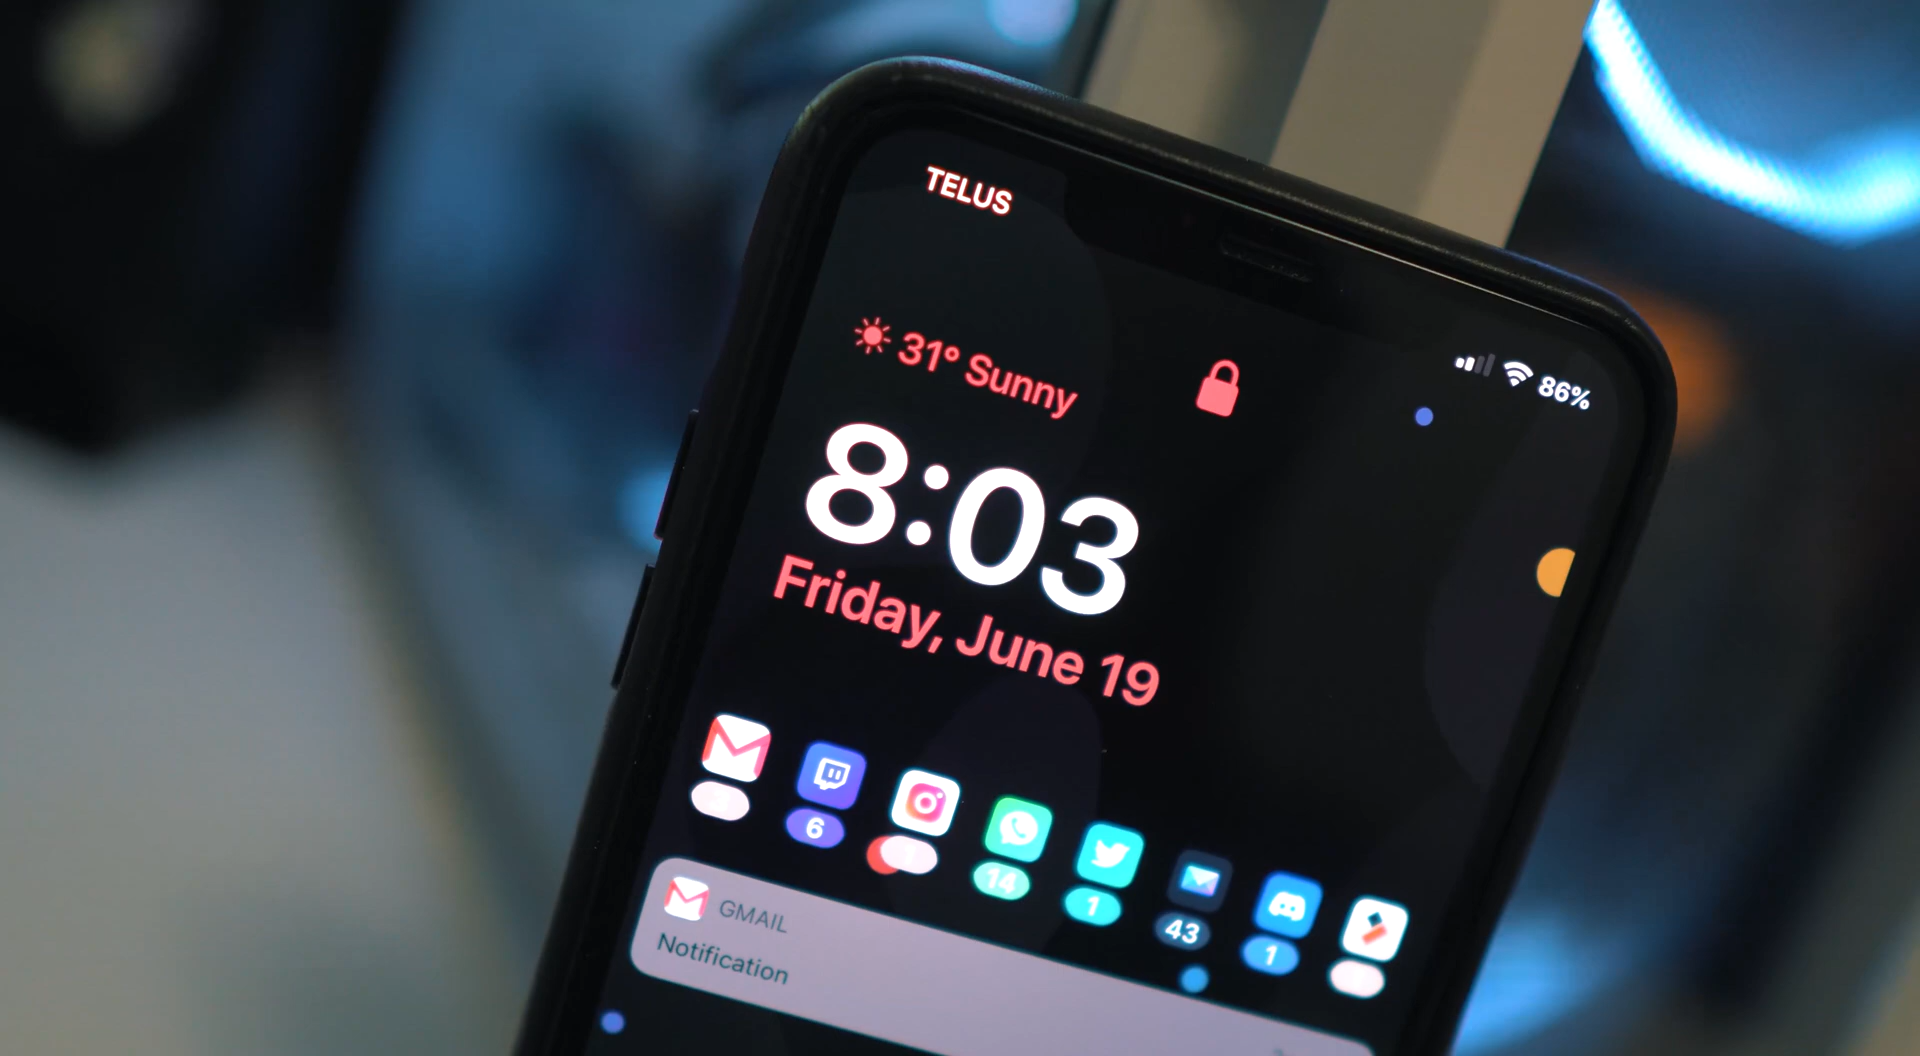 TELUS
86%
31° Sunny
8:03
Friday, June 19
6
14
1
43
1
GMAIL
Notification